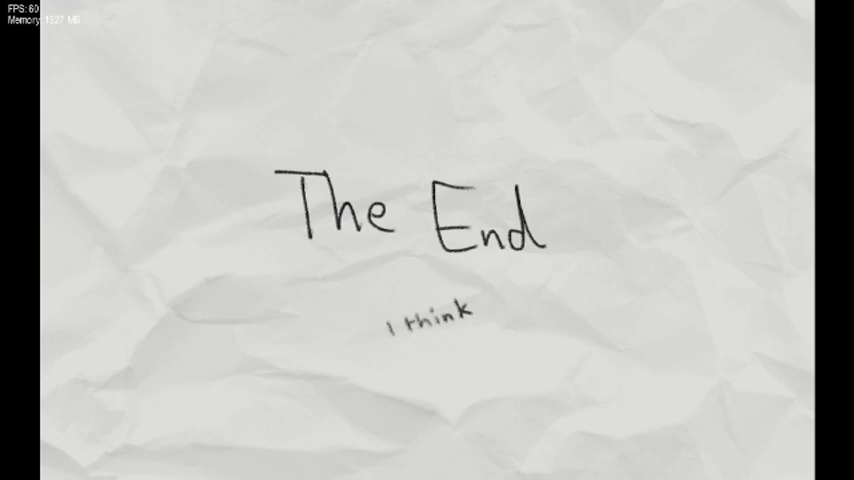 FPS: 60
Memory: 1527 MB
The End
I think